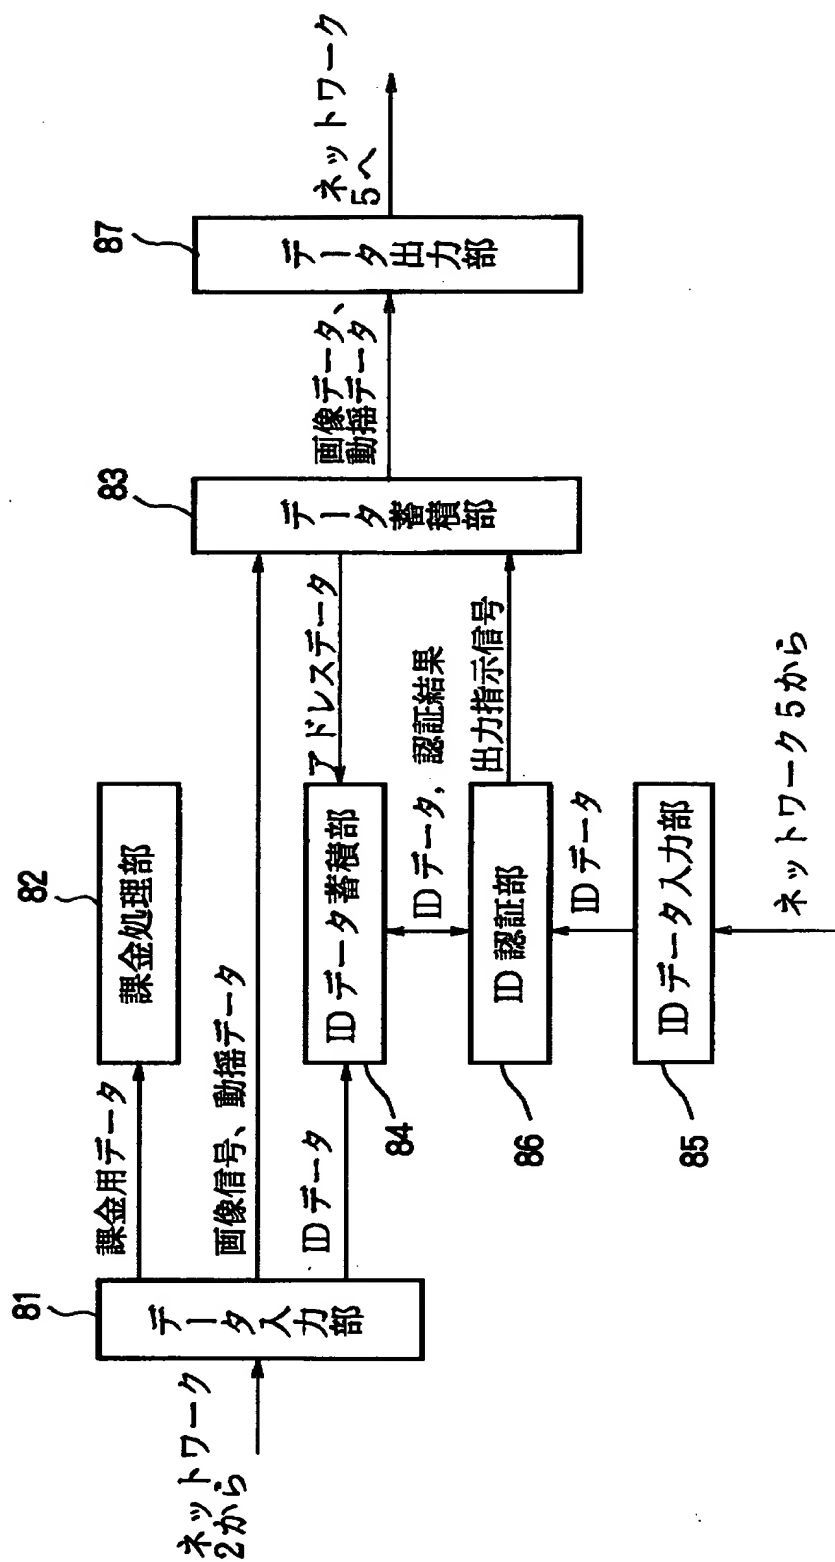 ネットワーク
2から
81
データ入力部
課金用データ
82
課金処理部
画像信号、動揺データ
IDデータ
84
IDデータ蓄積部
アドレスデータ
IDデータ, 認証結果
86
ID認証部
出力指示信号
IDデータ
85
IDデータ入力部
ネットワーク5から
83
データ蓄積部
画像データ、
動揺データ
87
データ出力部
ネットワーク
5へ